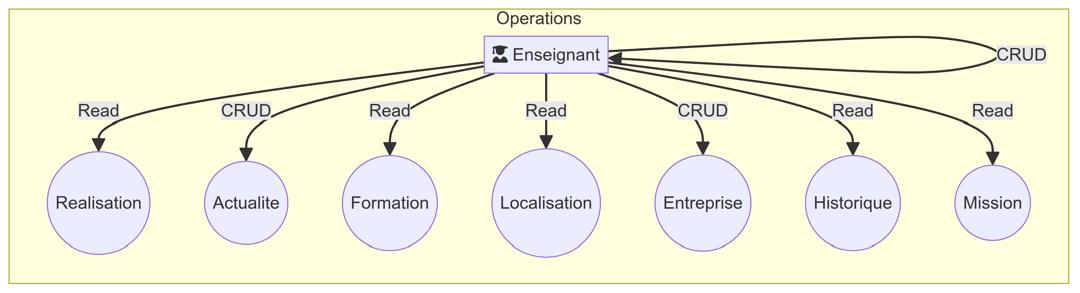 Operations
Enseignant
CRUD
Read
CRUD
Read
Read
CRUD
Read
Read
Realisation
Actualite
Formation
Localisation
Entreprise
Historique
Mission